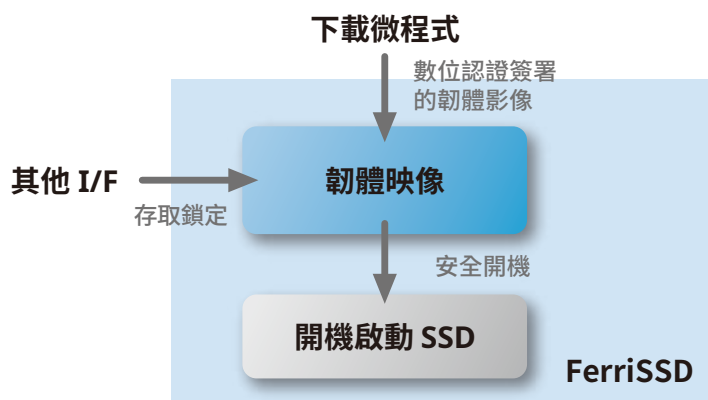 下載微程式
數位認證簽署
的韌體影像
其他 I/F
韌體映像
存取鎖定
安全開機
開機啟動 SSD
FerriSSD